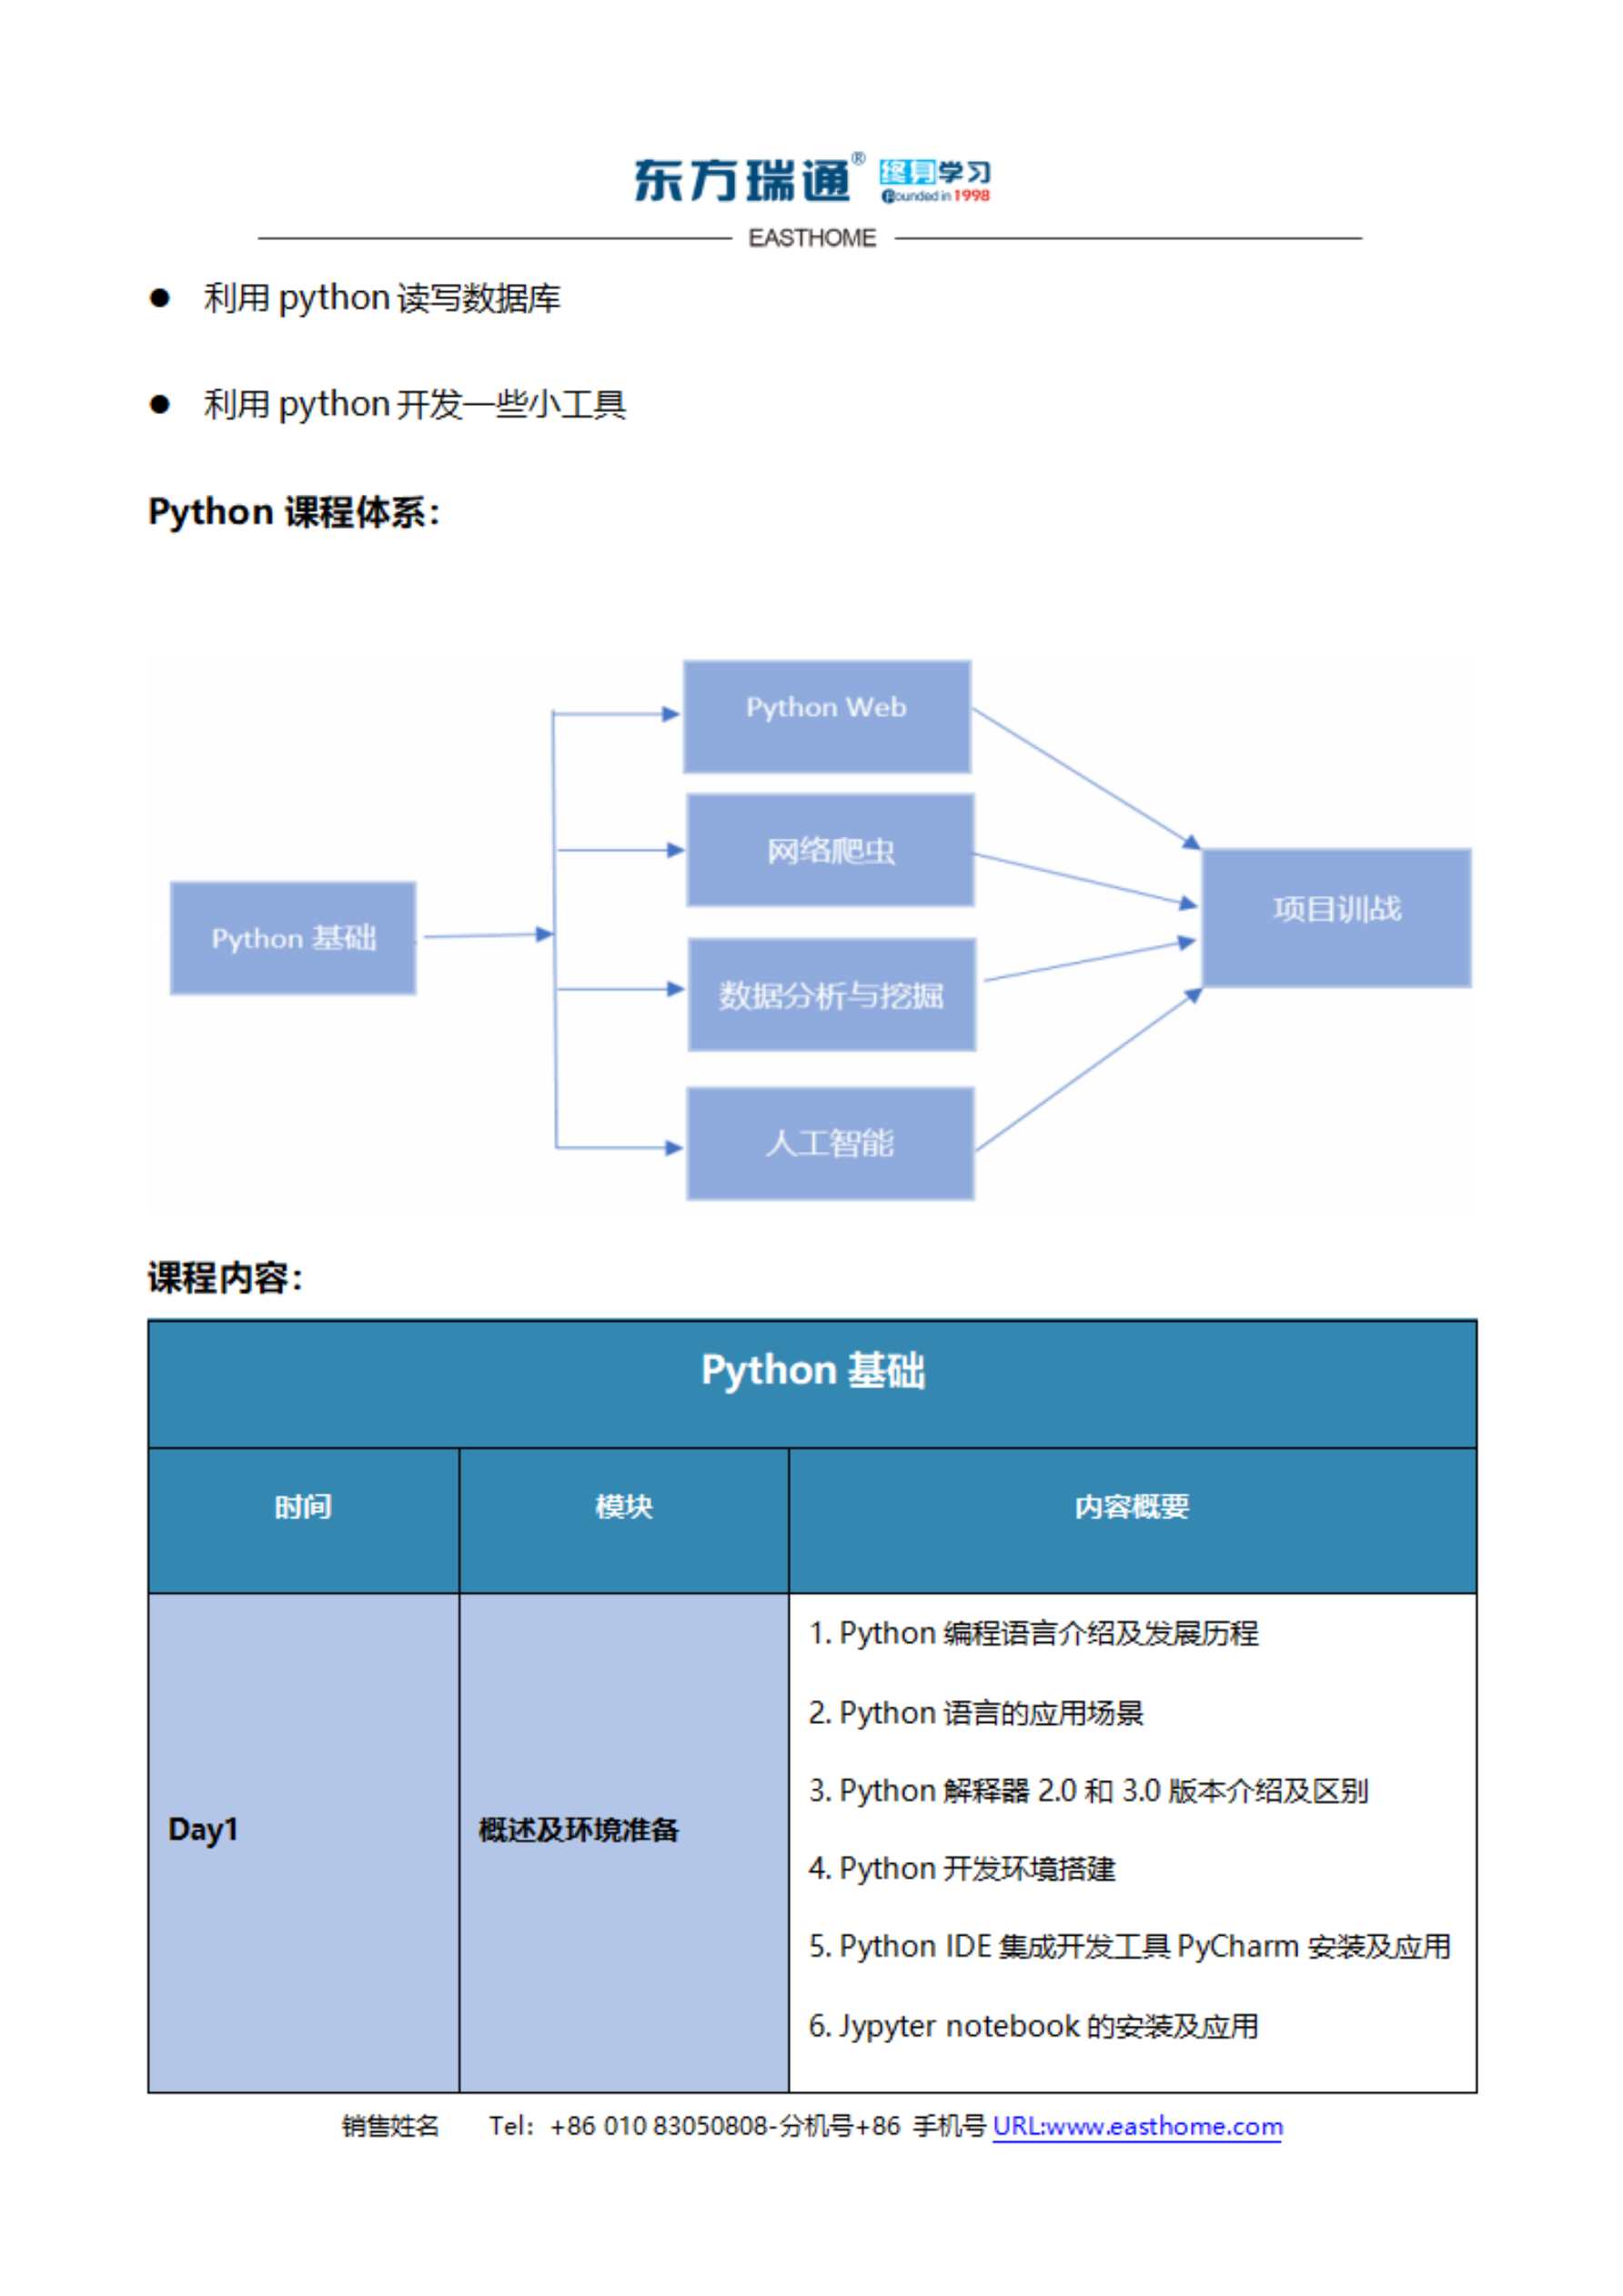 东方瑞通® 终身学习
Founded in 1998
EASTHOME
● 利用 python 读写数据库
● 利用 python 开发一些小工具
Python 课程体系：
Python Web
网络爬虫
项目训战
Python 基础
数据分析与挖掘
人工智能
课程内容：
Python 基础
时间 模块 内容概要
1. Python 编程语言介绍及发展历程
2. Python 语言的应用场景
3. Python 解释器 2.0 和 3.0 版本介绍及区别
Day1 概述及环境准备
4. Python 开发环境搭建
5. Python IDE 集成开发工具 PyCharm 安装及应用
6. Jypyter notebook 的安装及应用
销售姓名 Tel：+86 010 83050808-分机号+86 手机号 URL:www.easthome.com